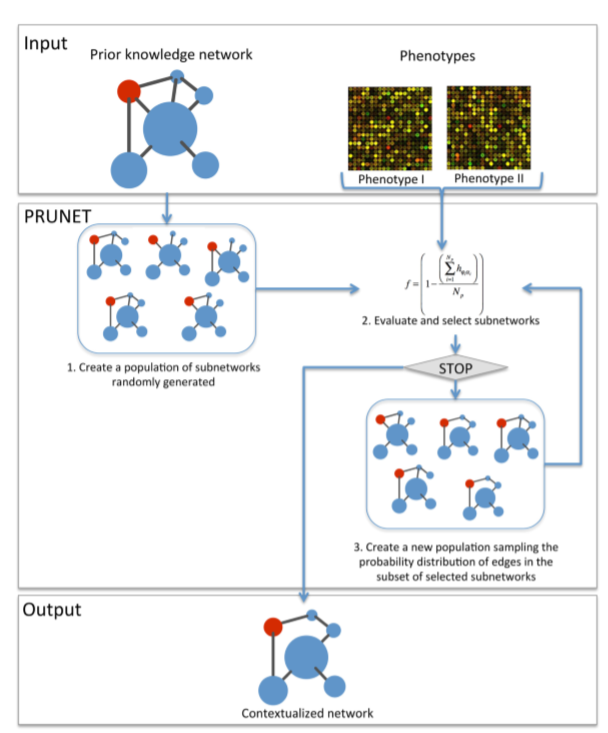 Input
Prior knowledge network
Phenotypes
Phenotype I
Phenotype II
PRUNET
1. Create a population of subnetworks
randomly generated
2. Evaluate and select subnetworks
STOP
3. Create a new population sampling the
probability distribution of edges in the
subset of selected subnetworks
Output
Contextualized network